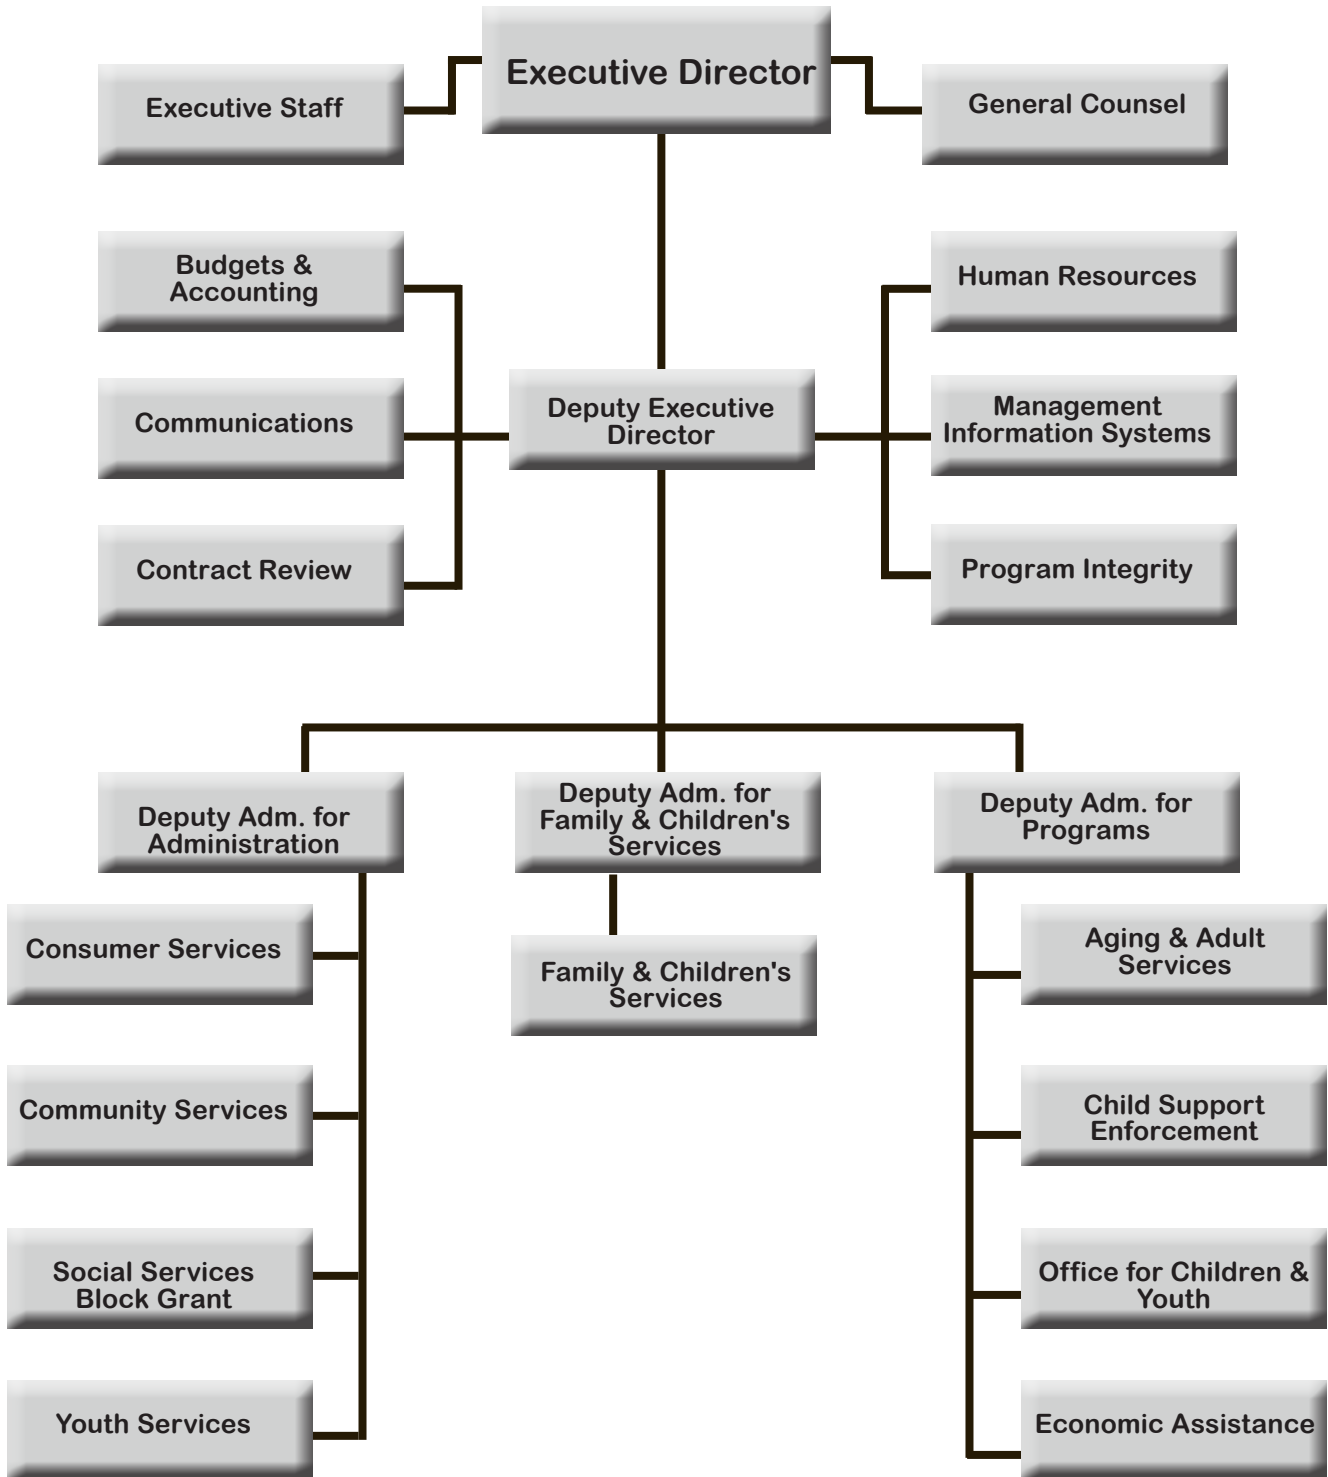 Executive Director
Executive Staff
General Counsel
Budgets &
Accounting
Human Resources
Communications
Deputy Executive
Director
Management
Information Systems
Contract Review
Program Integrity
Deputy Adm. for
Administration
Deputy Adm. for
Family & Children's
Services
Deputy Adm. for
Programs
Consumer Services
Family & Children's
Services
Aging & Adult
Services
Community Services
Child Support
Enforcement
Social Services
Block Grant
Office for Children &
Youth
Youth Services
Economic Assistance